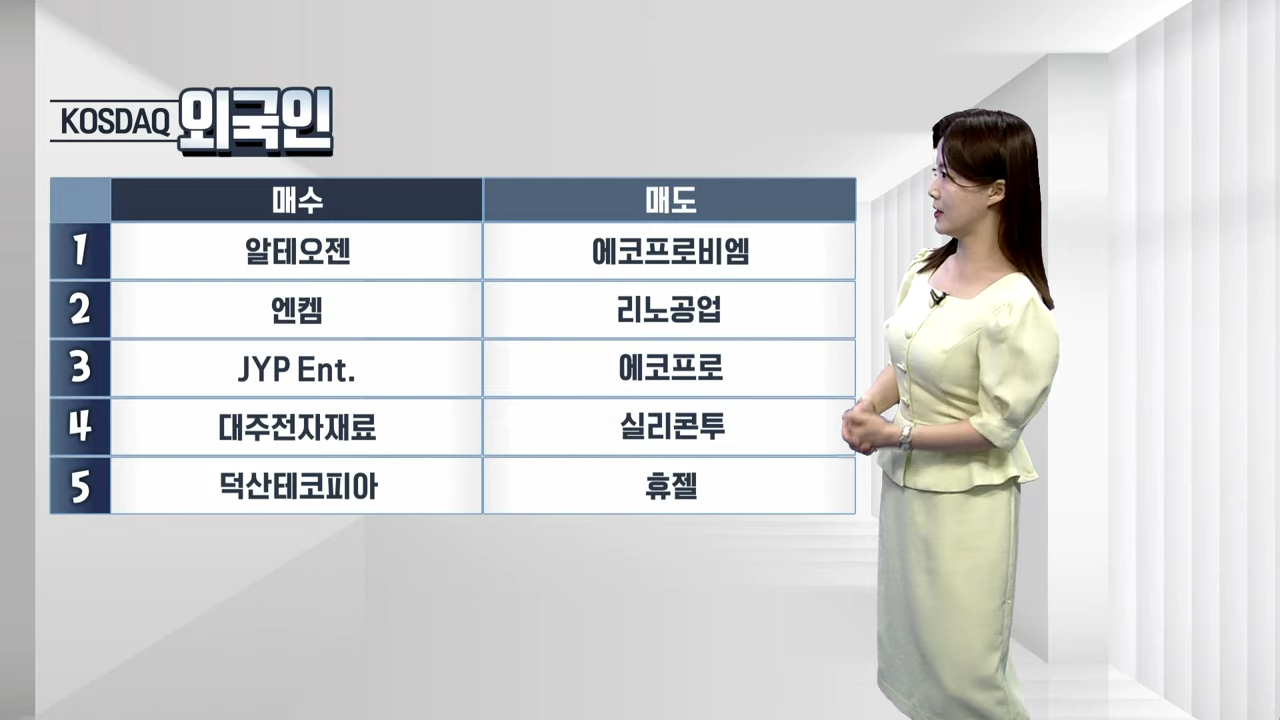 KOSDAQ 외국인
매수 매도
1 알테오젠 에코프로비엠
2 엔켐 리노공업
3 JYP Ent. 에코프로
4 대주전자재료 실리콘투
5 덕산테코피아 휴젤